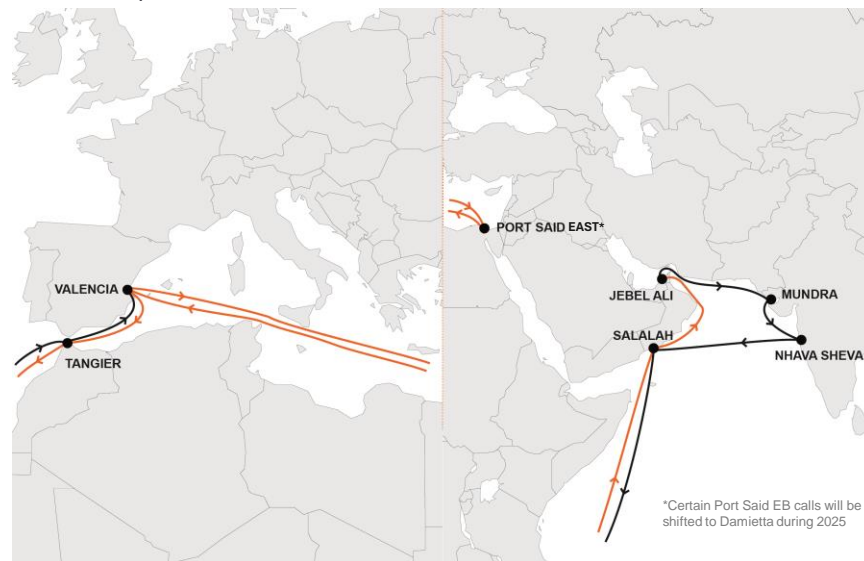 VALENCIA
TANGIER
PORT SAID EAST*
JEBEL ALI
MUNDRA
SALALAH
NHAVA SHEVA
*Certain Port Said EB calls will be
shifted to Damietta during 2025